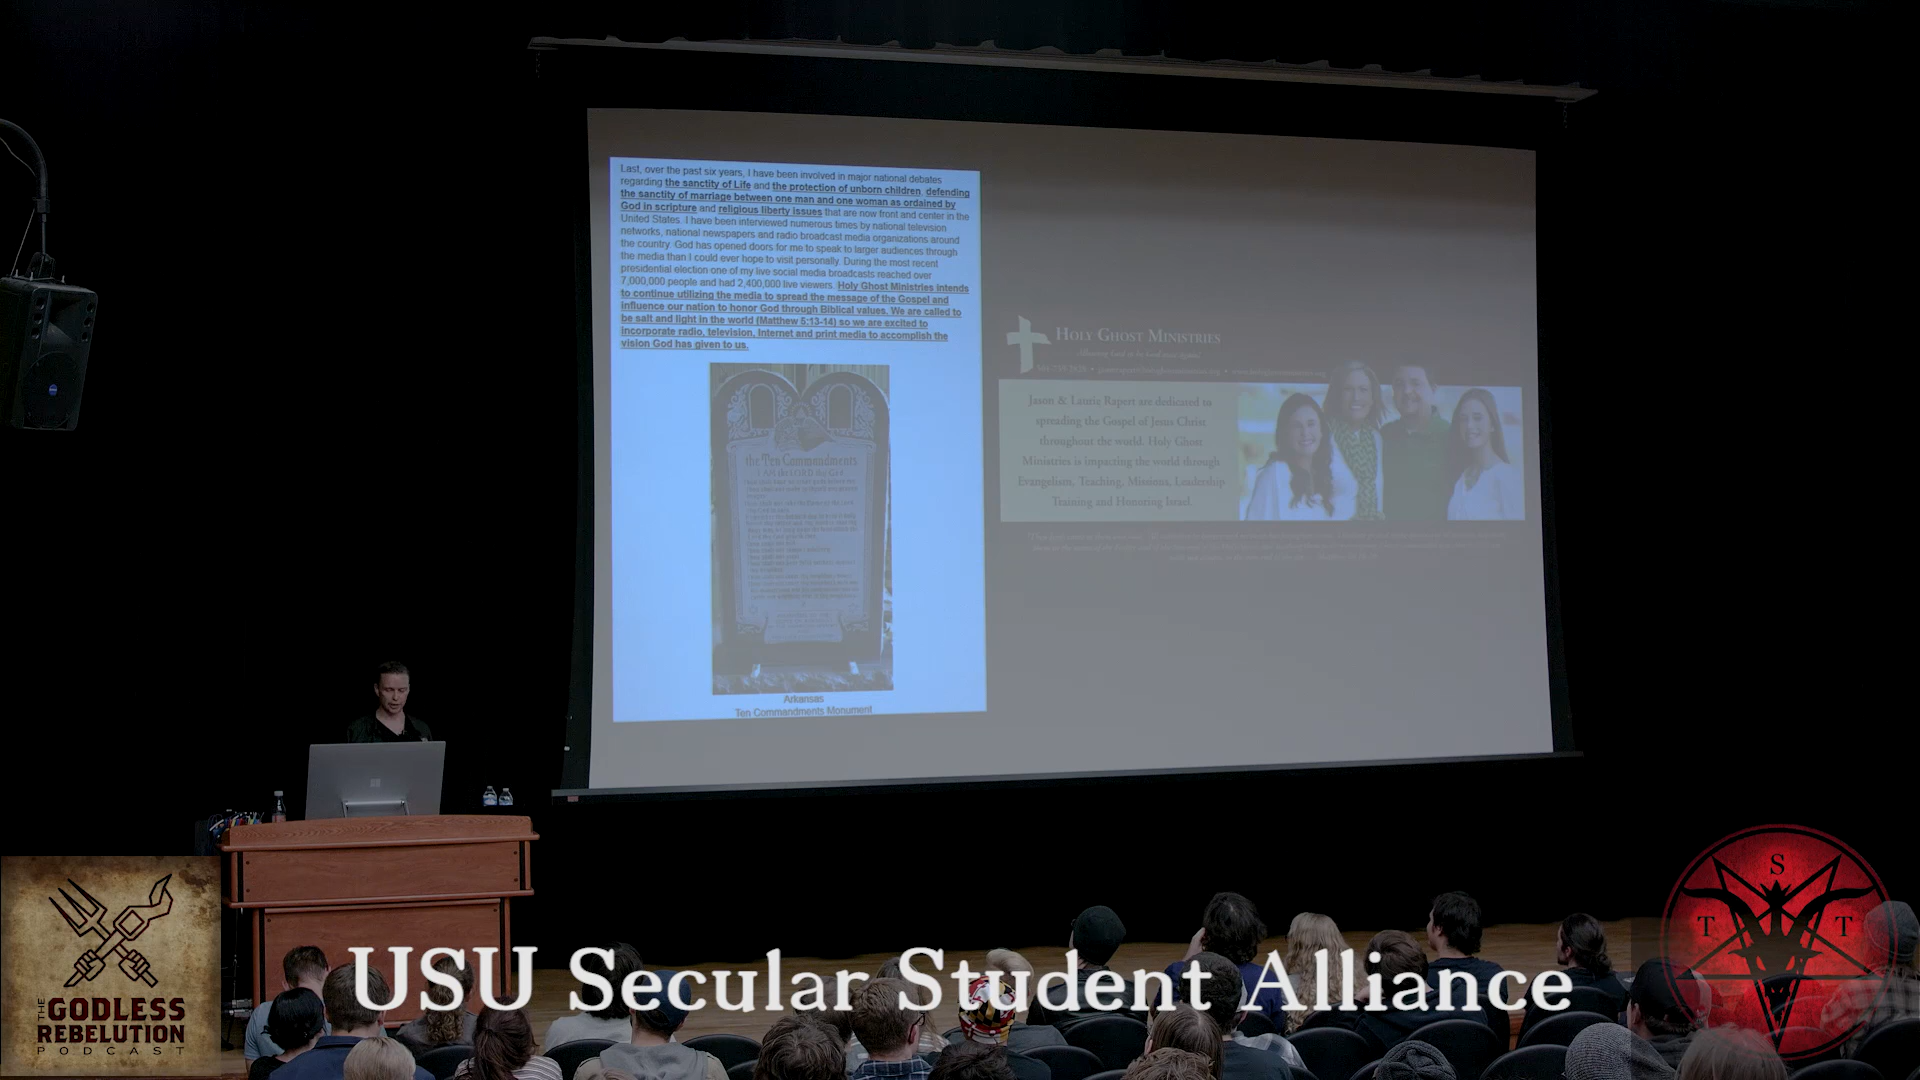 Last, over the past six years, I have been involved in major national debates
regarding the sanctity of Life and the protection of unborn children, defending
the sanctity of marriage between one man and one woman as ordained by
God in scripture and religious liberty issues that are now front and center in the
United States. I have been interviewed numerous times by national television
networks, national newspapers and radio broadcast media organizations around
the country. God has opened doors for me to speak to larger audiences through
the media than I could ever hope to visit personally. During the most recent
presidential election one of my live social media broadcasts reached over
7,000,000 people and had 2,400,000 live viewers. Holy Ghost Ministries intends
to continue utilizing the media to spread the message of the Gospel and
influence our nation to honor God through Biblical values. We are called to
be salt and light in the world (Matthew 5:13-14) so we are excited to
incorporate radio, television, Internet and print media to accomplish the
vision God has given to us.
the Ten Commandments
I AM the LORD thy God
Arkansas
Ten Commandments Monument
HOLY GHOST MINISTRIES
Jason & Laurie Rapert are dedicated to
spreading the Gospel of Jesus Christ
throughout the world. Holy Ghost
Ministries is impacting the world through
Evangelism, Teaching, Missions, Leadership
Training and Honoring Israel.
THE
GODLESS
REBELUTION
PODCAST
USU Secular Student Alliance
S
T T